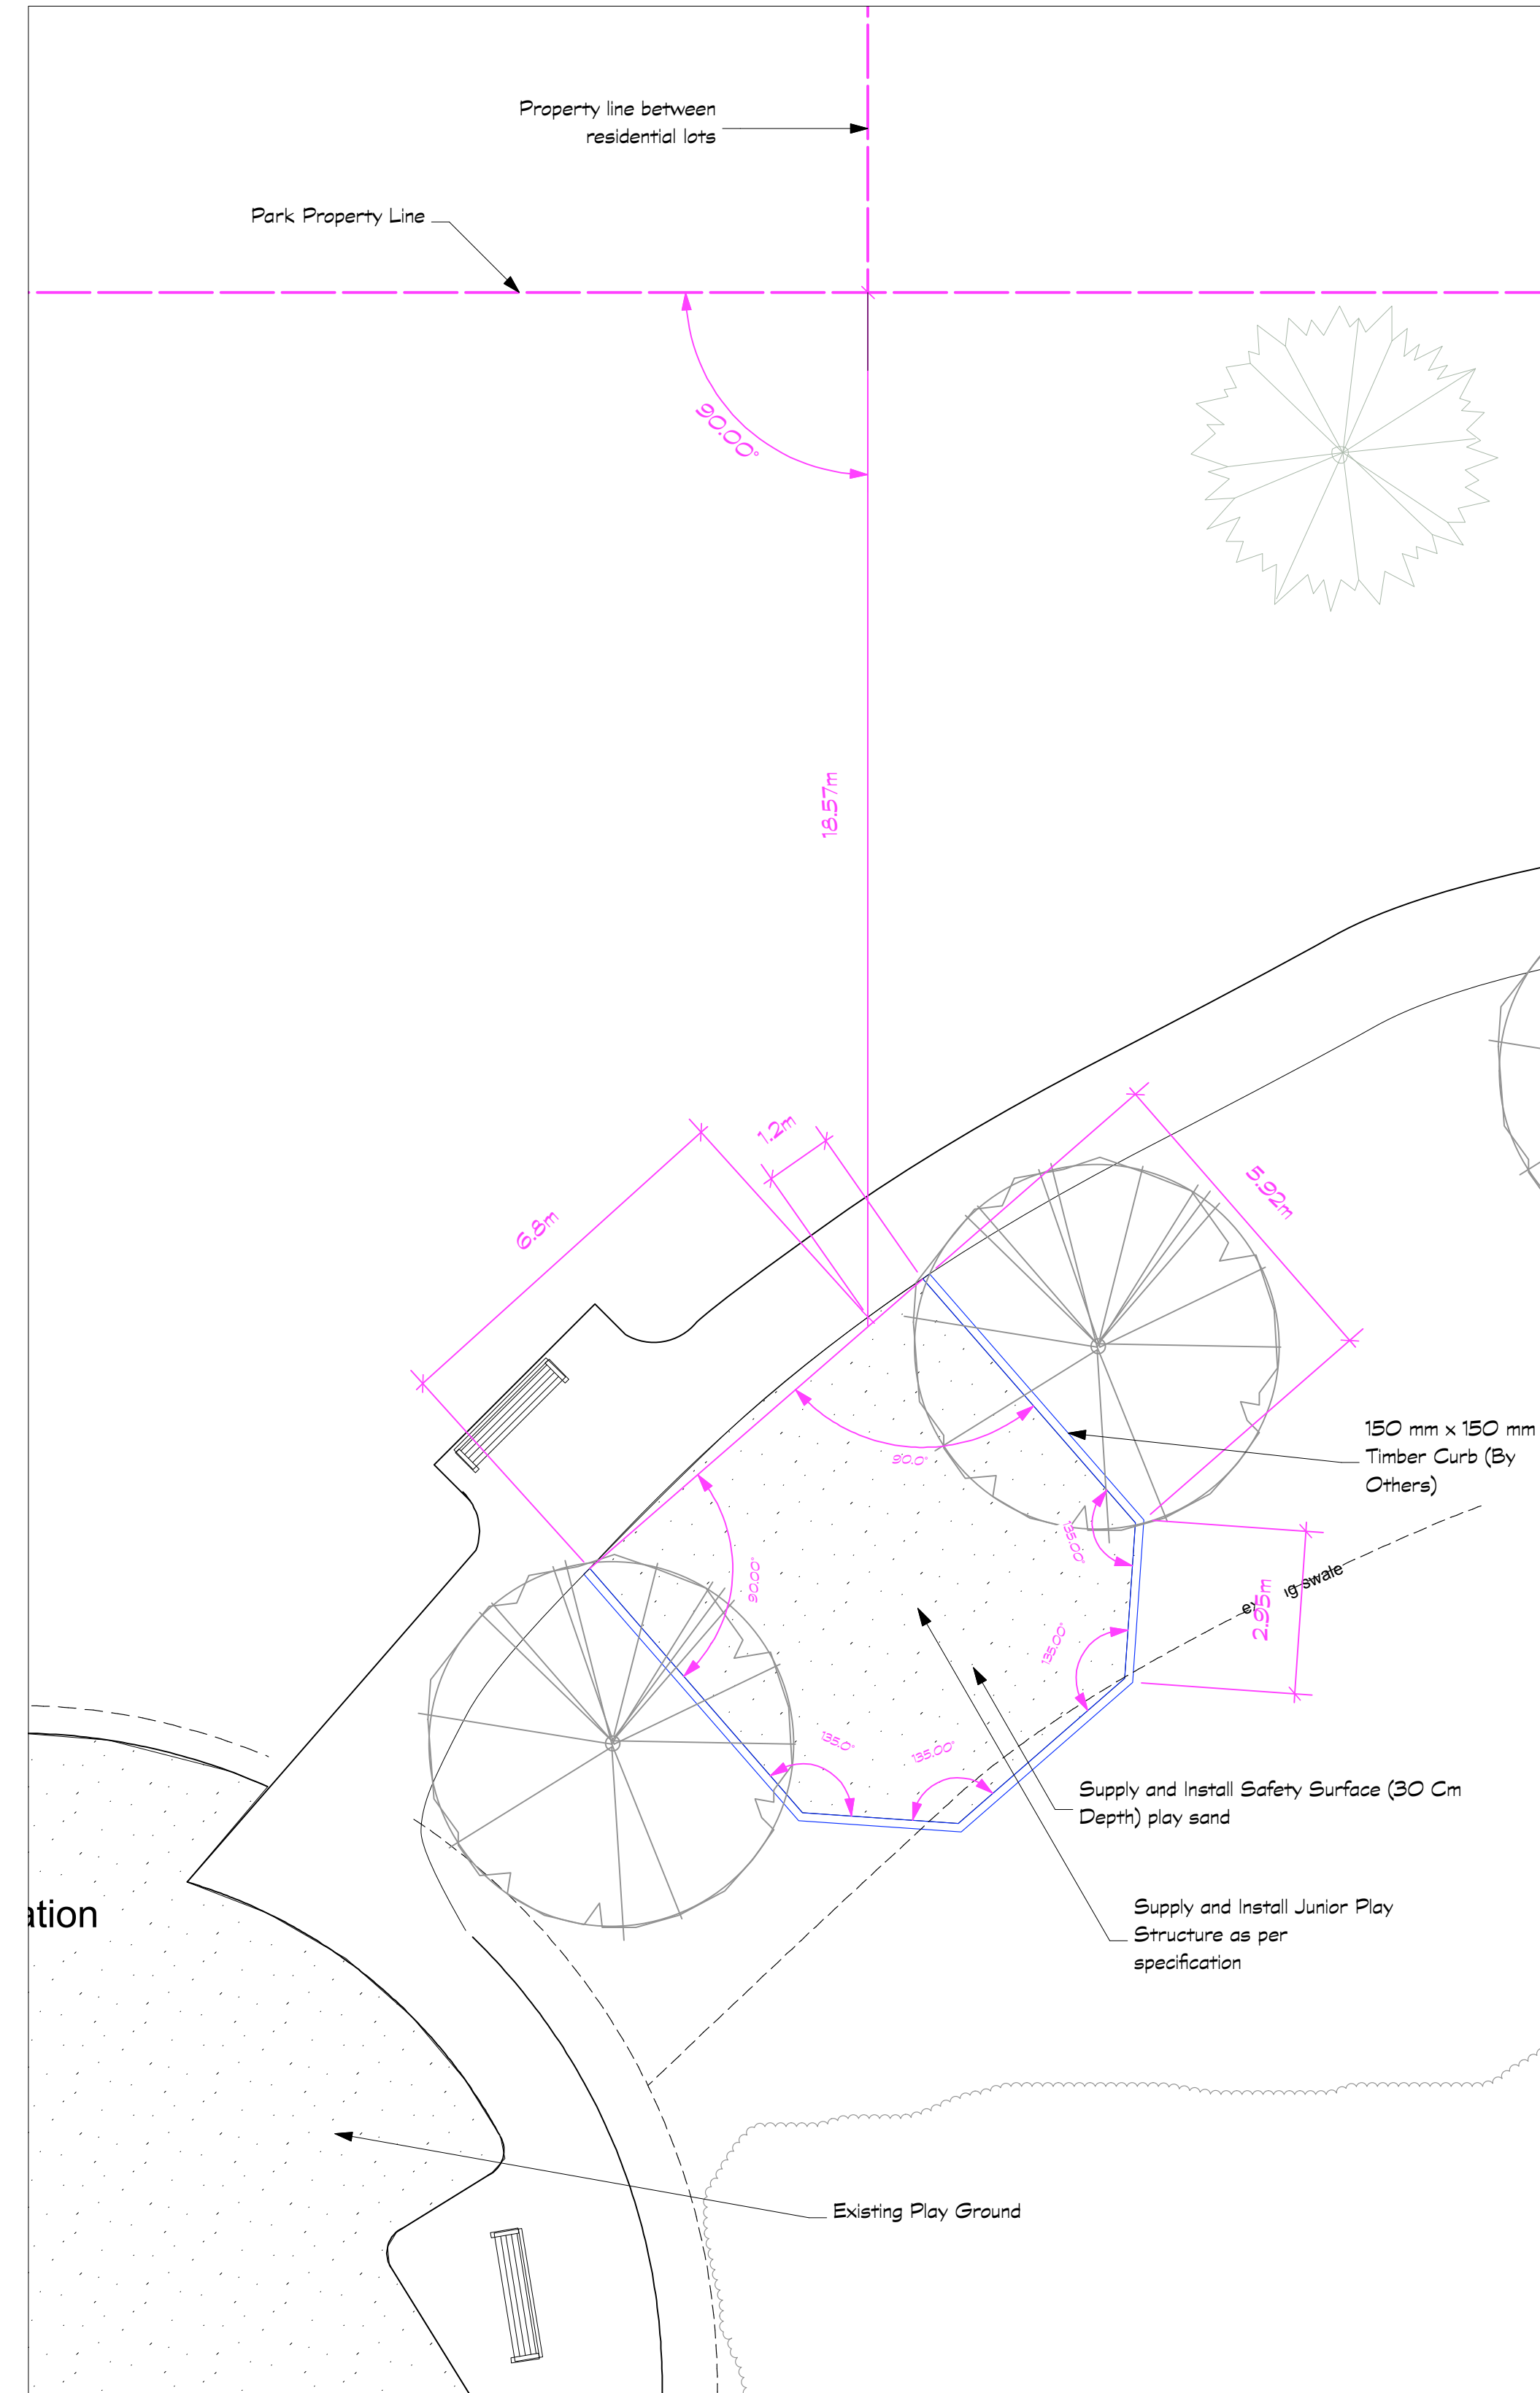 Property line between
residential lots
Park Property Line
90.00°
18.57m
1.2m
6.8m
5.92m
150 mm x 150 mm
Timber Curb (By
Others)
90.0°
90.00°
135.00°
2.95m
135.00°
135.0°
135.00°
Supply and Install Safety Surface (30 Cm
Depth) play sand
Supply and Install Junior Play
Structure as per
specification
ation
Existing Play Ground
swale